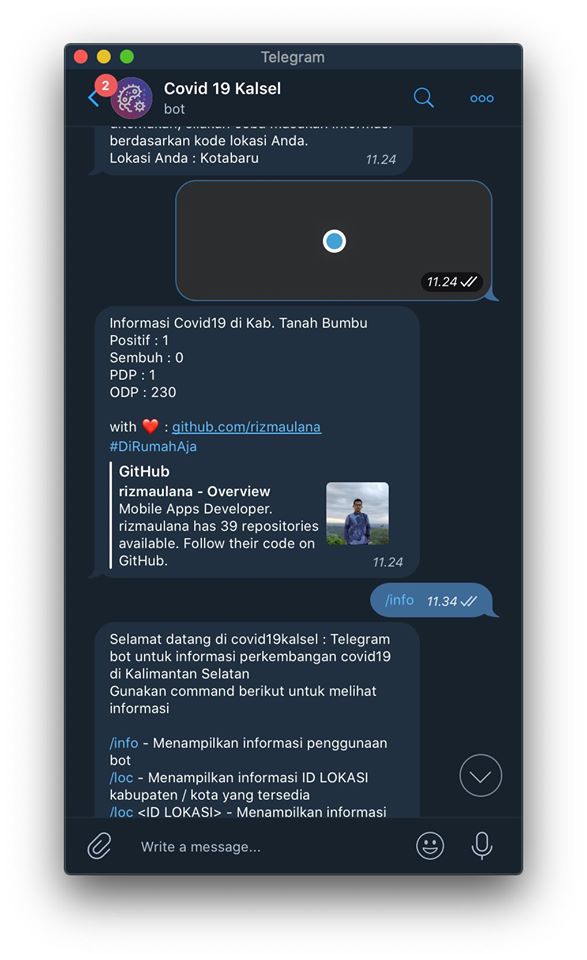 Telegram
2
Covid 19 Kalsel
bot
berdasarkan kode lokasi Anda.
Lokasi Anda : Kotabaru
11.24
11.24
Informasi Covid19 di Kab. Tanah Bumbu
Positif : 1
Sembuh : 0
PDP : 1
ODP : 230
with ❤️ : github.com/rizmaulana
#DiRumahAja
GitHub
rizmaulana - Overview
Mobile Apps Developer.
rizmaulana has 39 repositories
available. Follow their code on
GitHub.
11.24
/info 11.34
Selamat datang di covid19kalsel : Telegram
bot untuk informasi perkembangan covid19
di Kalimantan Selatan
Gunakan command berikut untuk melihat
informasi
/info - Menampilkan informasi penggunaan
bot
/loc - Menampilkan informasi ID LOKASI
kabupaten / kota yang tersedia
/loc <ID LOKASI> - Menampilkan informasi
Write a message...